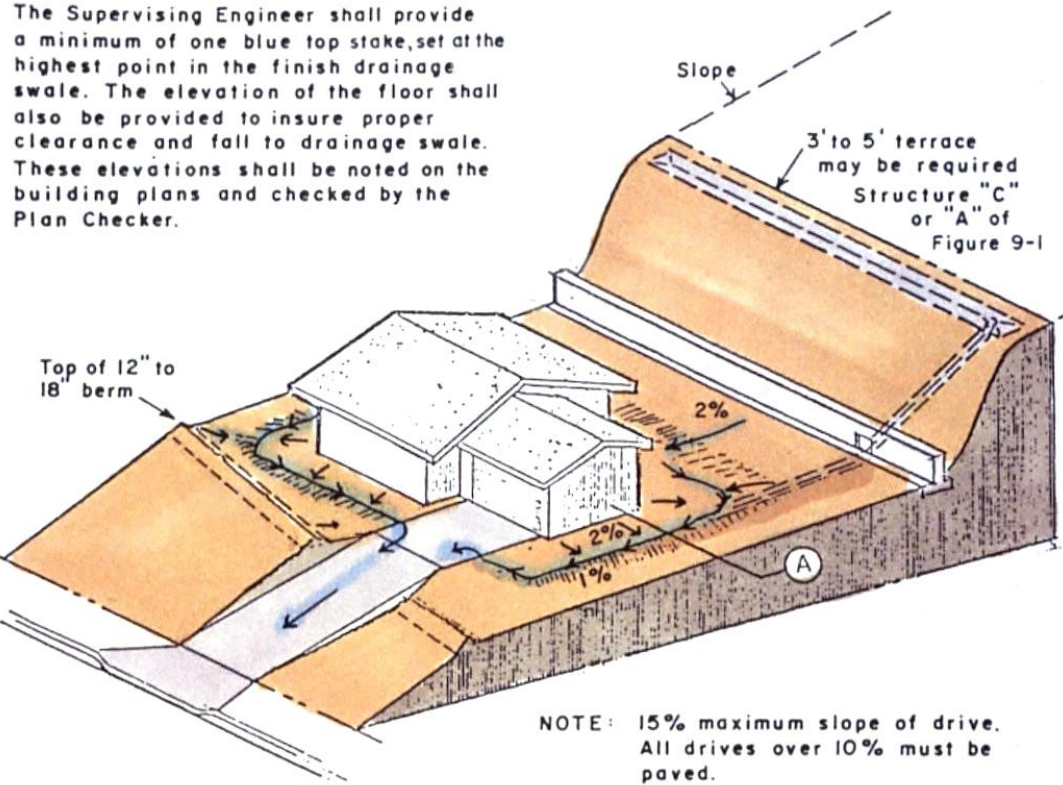 The Supervising Engineer shall provide
a minimum of one blue top stake, set at the
highest point in the finish drainage
swale. The elevation of the floor shall
also be provided to insure proper
clearance and fall to drainage swale.
These elevations shall be noted on the
building plans and checked by the
Plan Checker.
Slope
3' to 5' terrace
may be required
Structure "C"
or "A" of
Figure 9-1
Top of 12" to
18" berm
2%
2%
1%
A
NOTE: 15% maximum slope of drive.
All drives over 10% must be
paved.